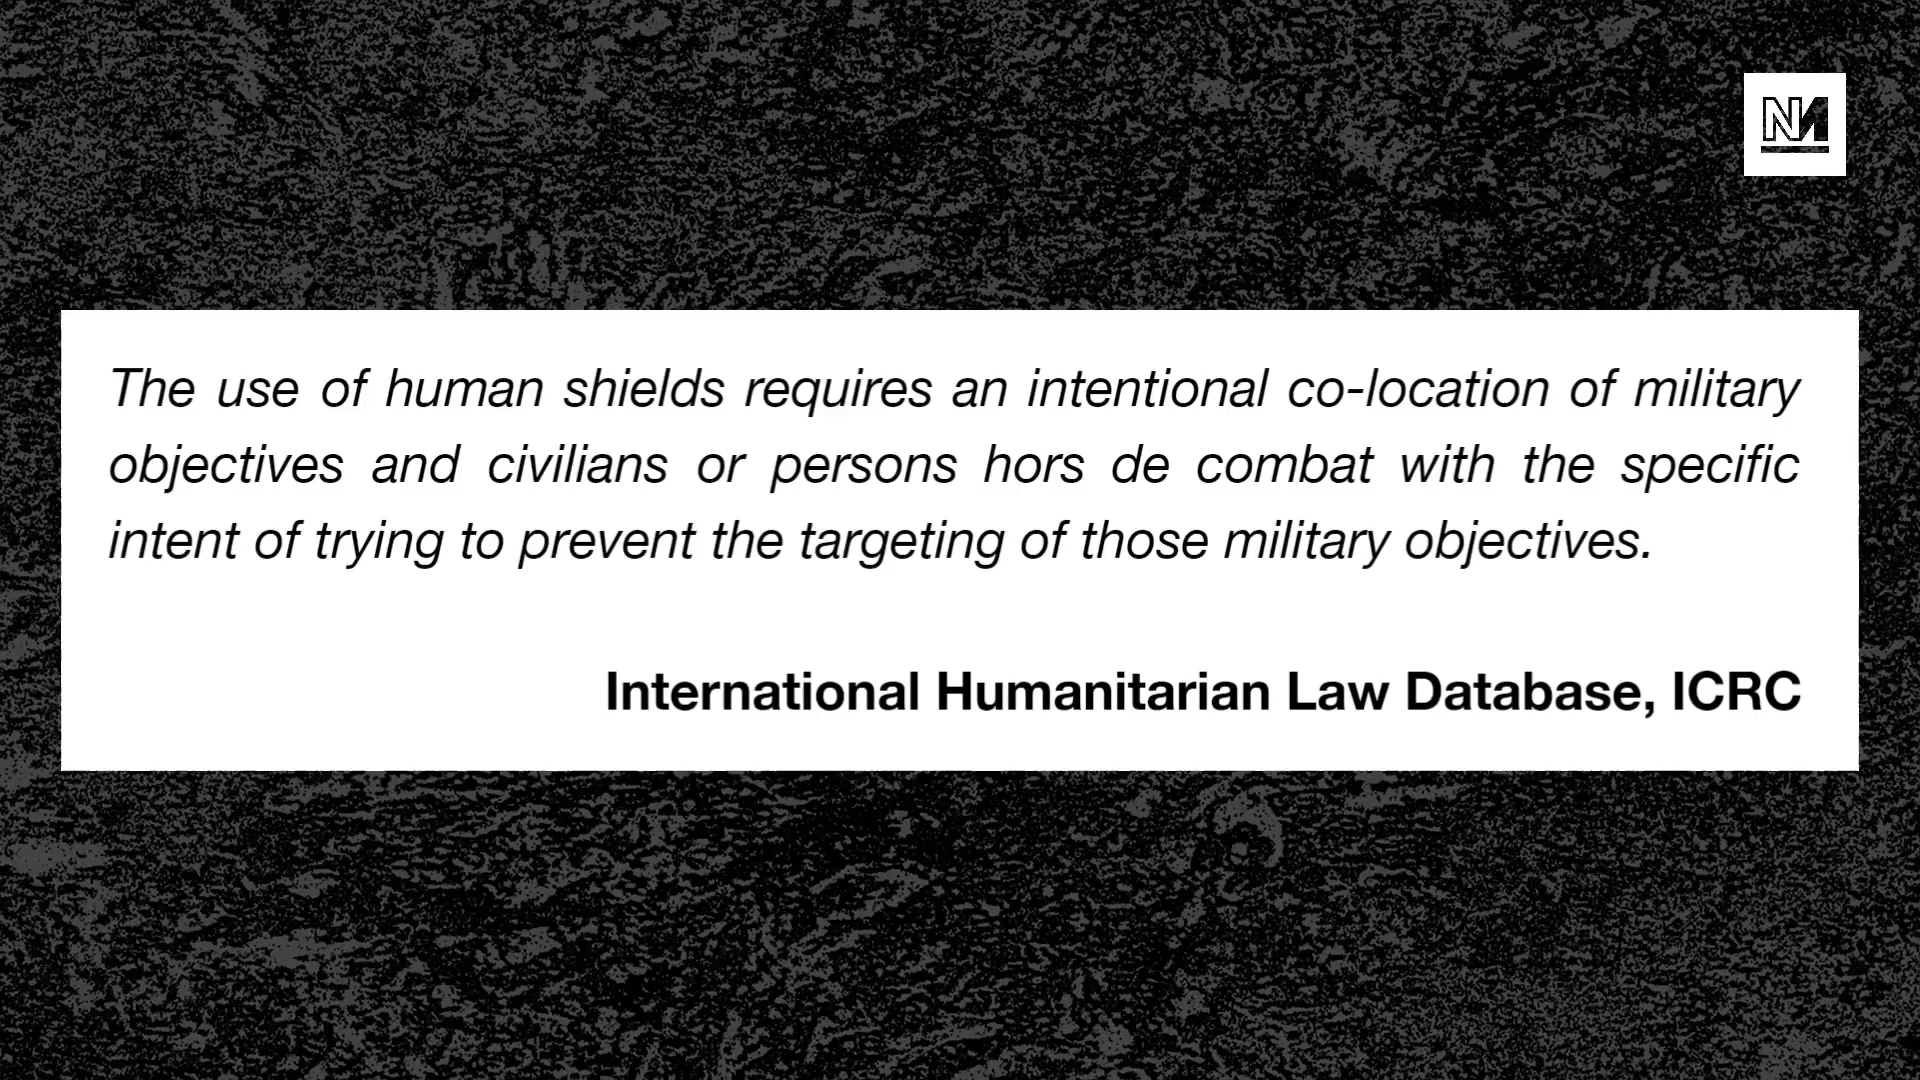 NM
The use of human shields requires an intentional co-location of military
objectives and civilians or persons hors de combat with the specific
intent of trying to prevent the targeting of those military objectives.
International Humanitarian Law Database, ICRC